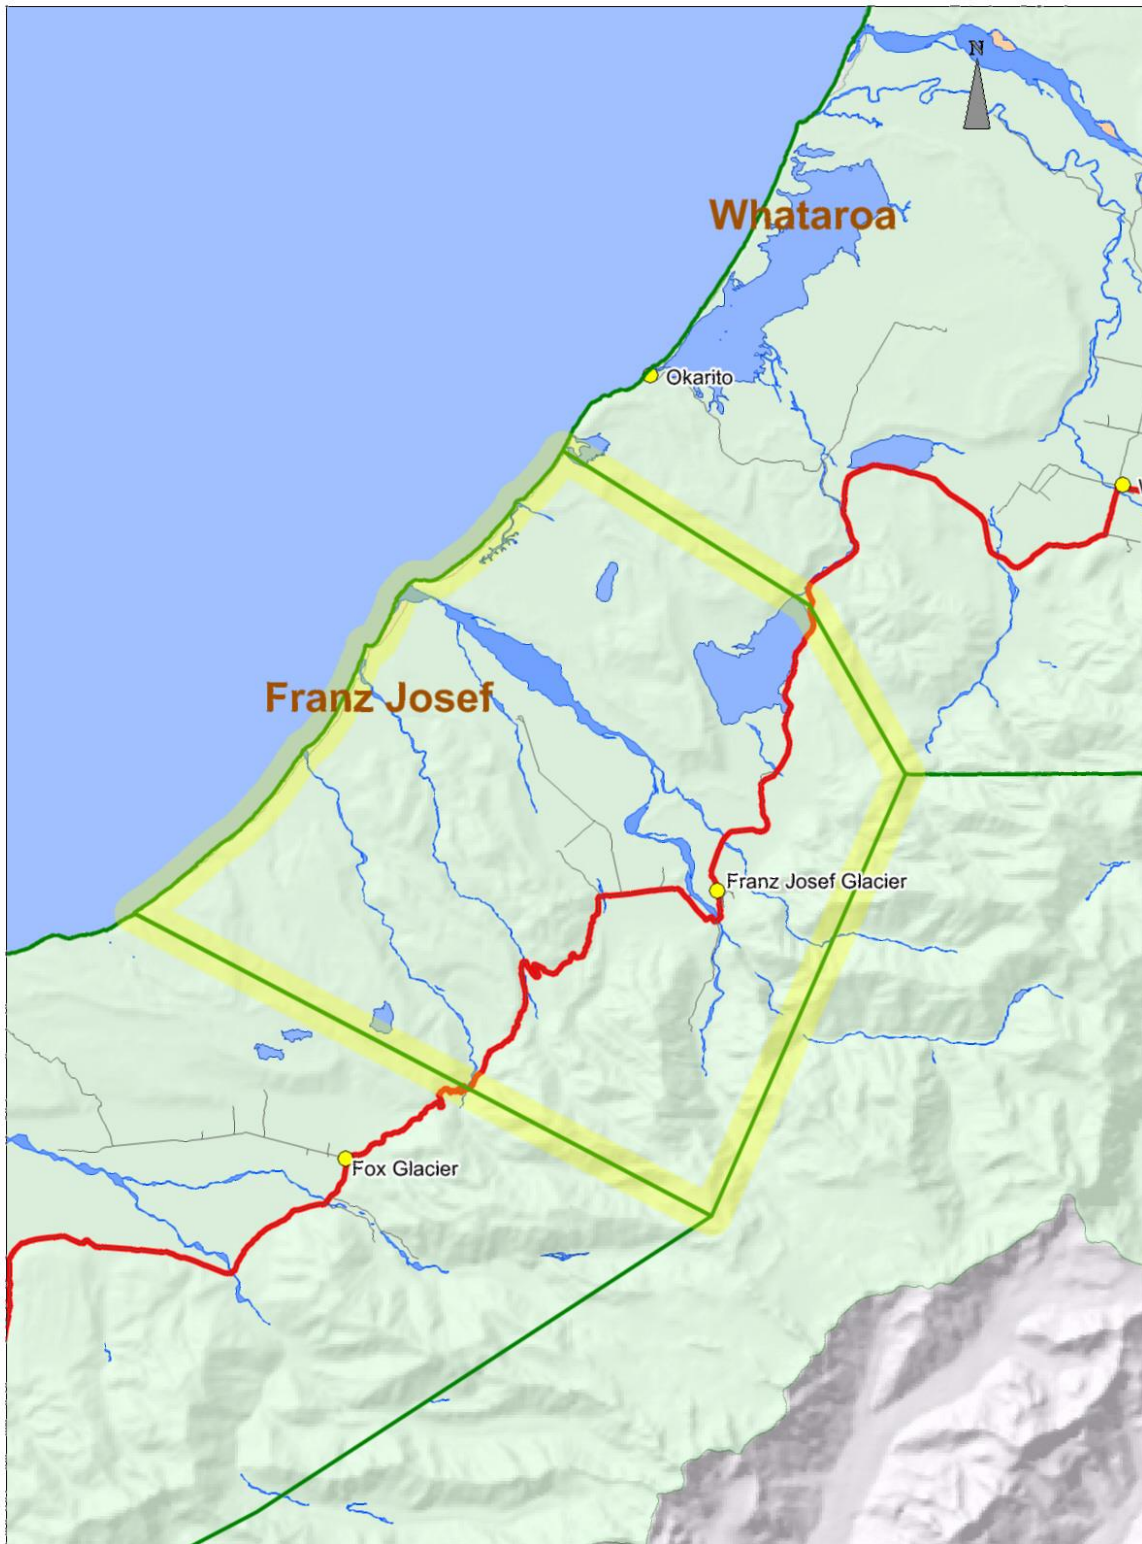 N
Whataroa
Okarito
Franz Josef
Franz Josef Glacier
Fox Glacier